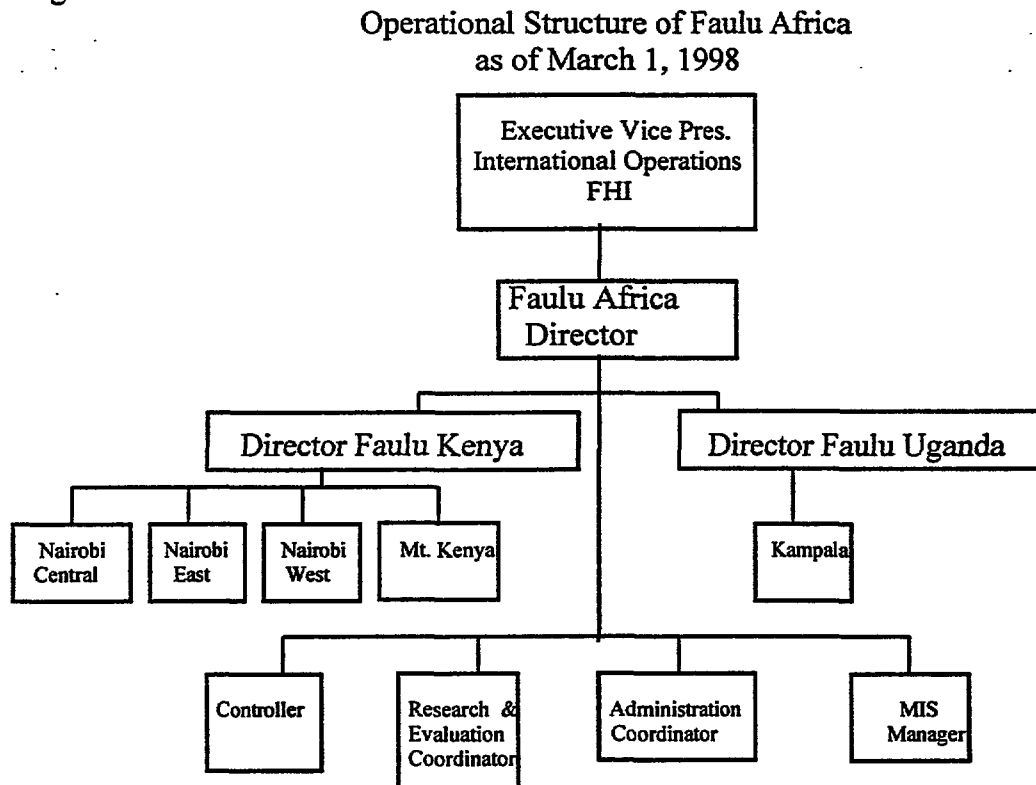 Operational Structure of Faulu Africa
as of March 1, 1998
Executive Vice Pres.
International Operations
FHI
Faulu Africa
Director
Director Faulu Kenya
Director Faulu Uganda
Nairobi
Central
Nairobi
East
Nairobi
West
Mt. Kenya
Kampala
Controller
Research &
Evaluation
Coordinator
Administration
Coordinator
MIS
Manager